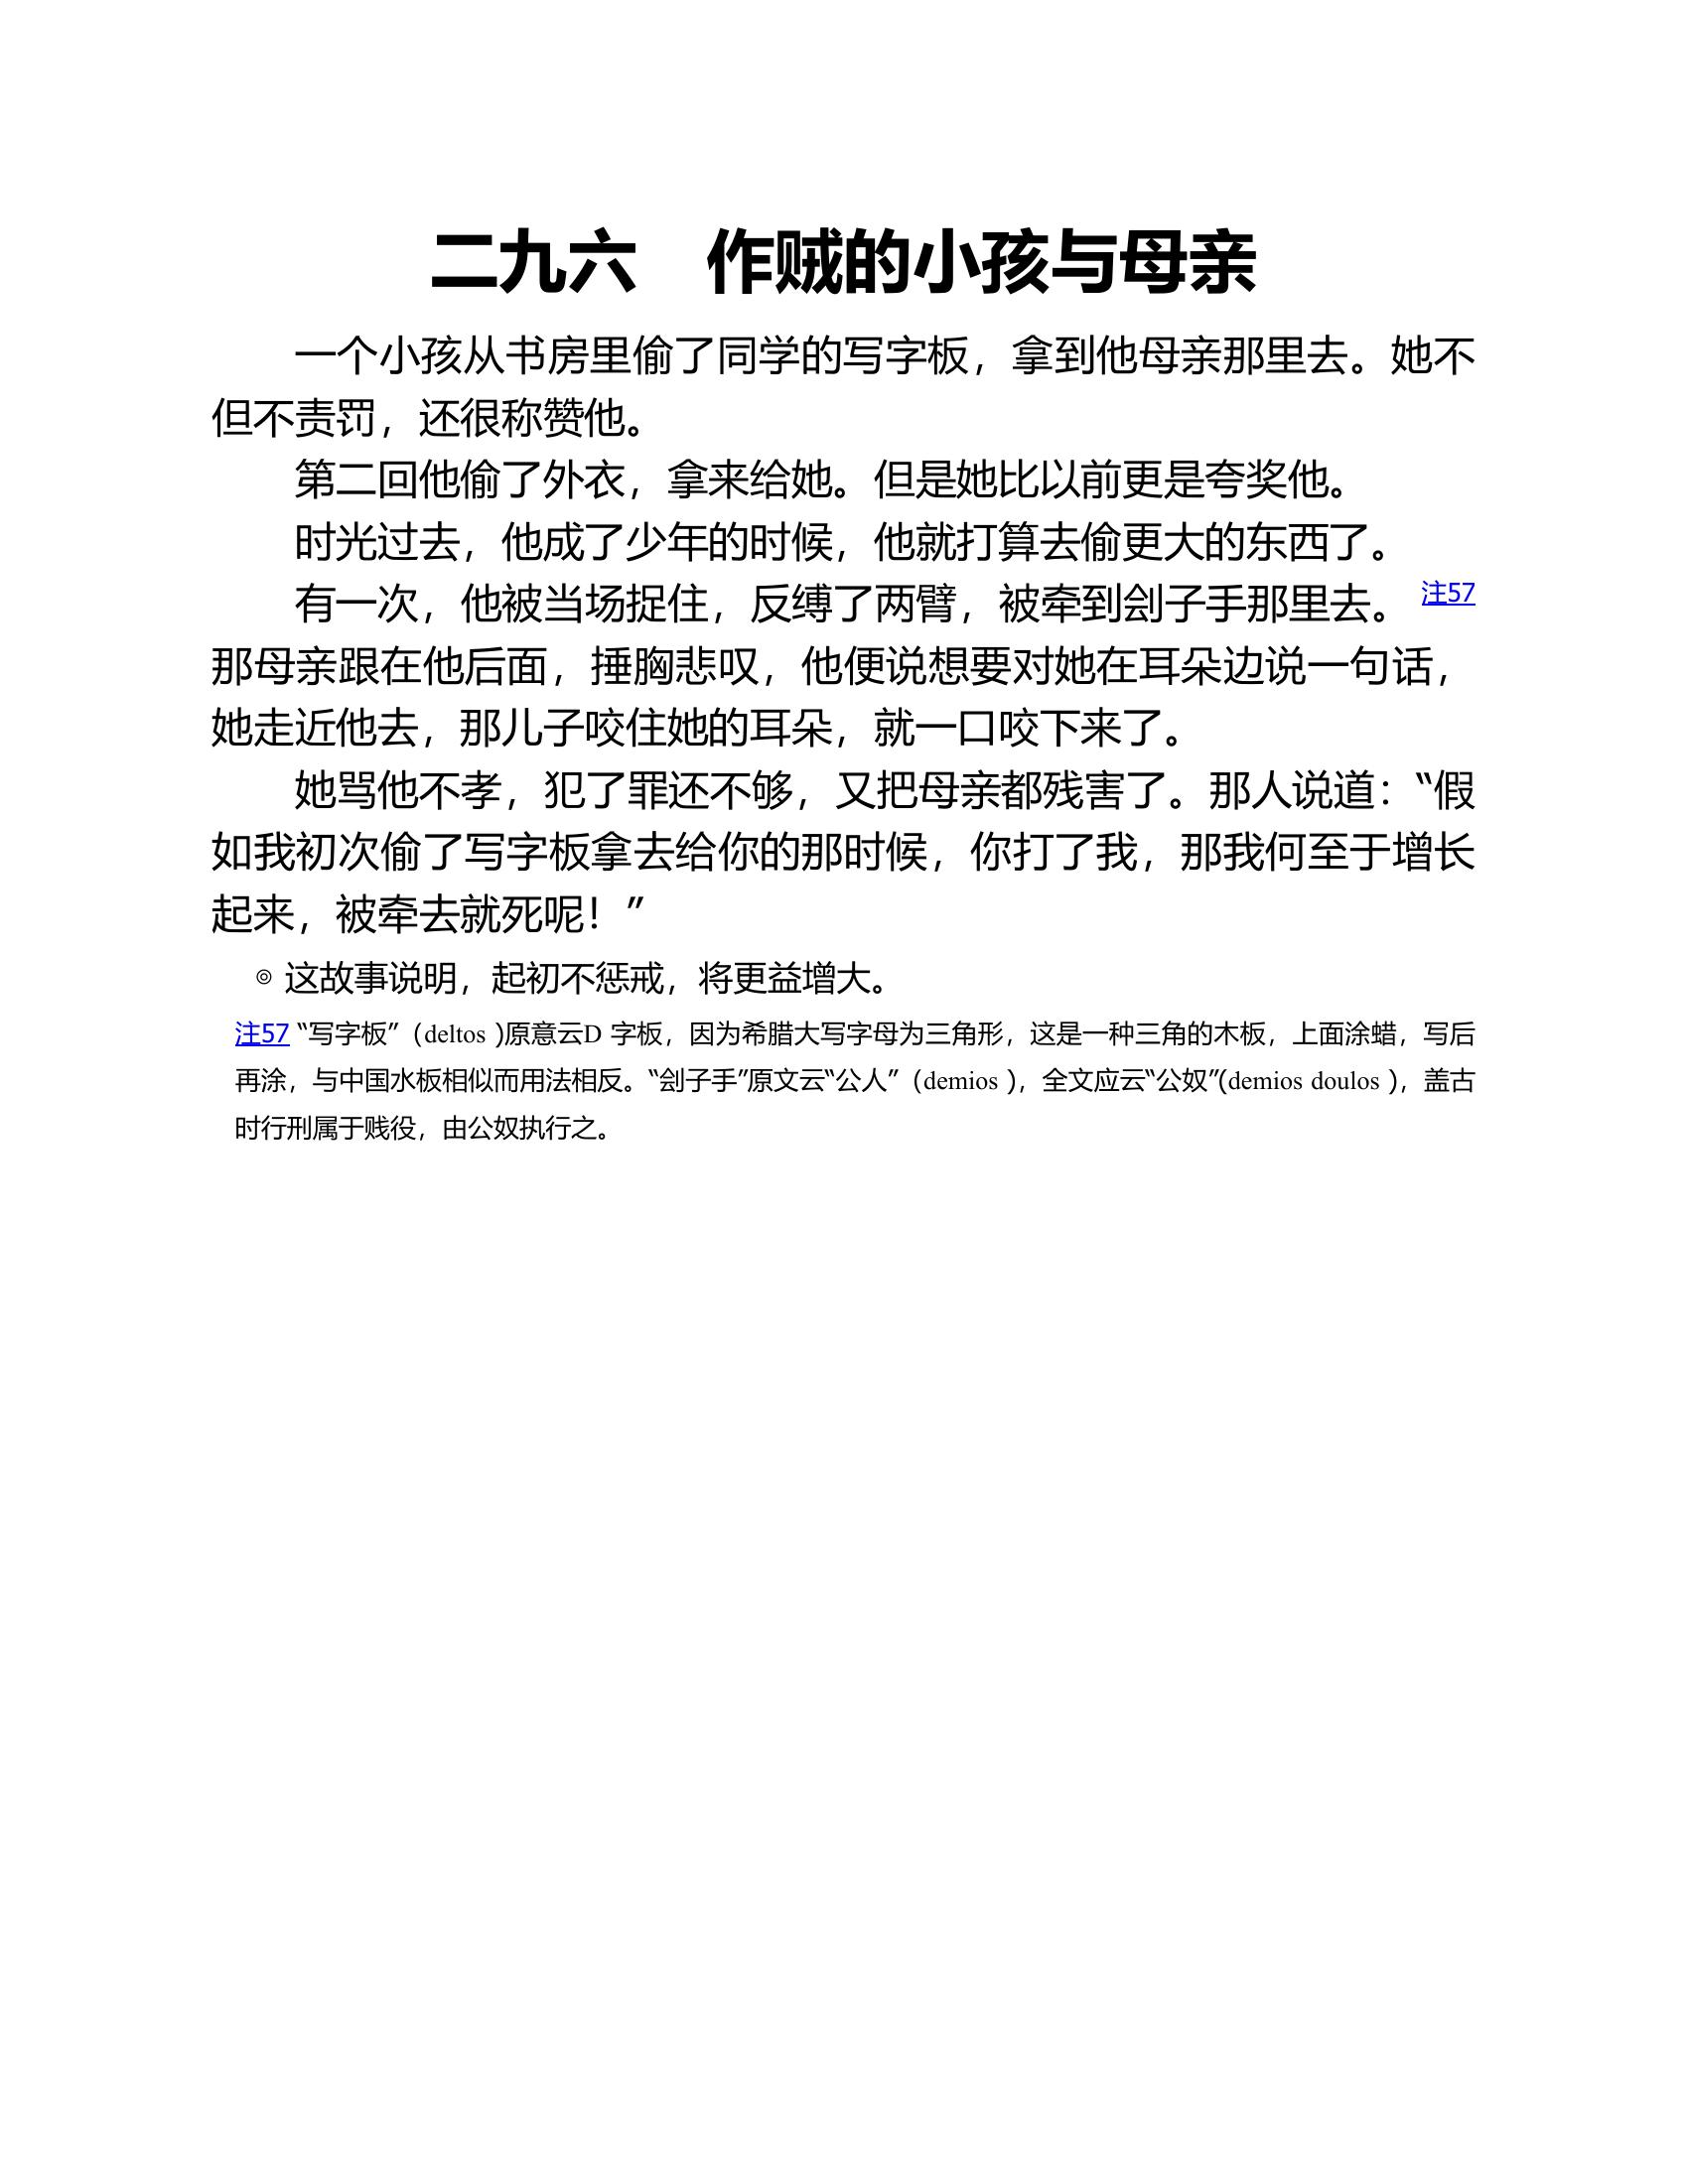 二九六　作贼的小孩与母亲
一个小孩从书房里偷了同学的写字板，拿到他母亲那里去。她不
但不责罚，还很称赞他。
第二回他偷了外衣，拿来给她。但是她比以前更是夸奖他。
时光过去，他成了少年的时候，他就打算去偷更大的东西了。
有一次，他被当场捉住，反缚了两臂，被牵到刽子手那里去。 注57
那母亲跟在他后面，捶胸悲叹，他便说想要对她在耳朵边说一句话，
她走近他去，那儿子咬住她的耳朵，就一口咬下来了。
她骂他不孝，犯了罪还不够，又把母亲都残害了。那人说道：“假
如我初次偷了写字板拿去给你的那时候，你打了我，那我何至于增长
起来，被牵去就死呢！”
◎ 这故事说明，起初不惩戒，将更益增大。
注57 “写字板”（deltos )原意云D 字板，因为希腊大写字母为三角形，这是一种三角的木板，上面涂蜡，写后
再涂，与中国水板相似而用法相反。“刽子手”原文云“公人”（demios )，全文应云“公奴”(demios doulos )，盖古
时行刑属于贱役，由公奴执行之。